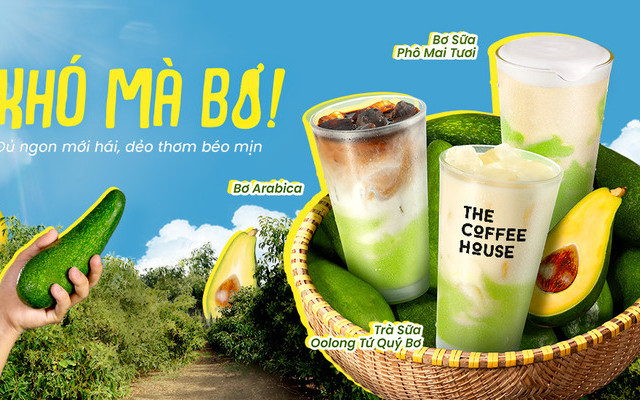 KHÓ MÀ BƠ!
Đủ ngon mới hái, dẻo thơm béo mịn
Bơ Sữa
Phô Mai Tươi
Bơ Arabica
THE
COFFEE
HOUSE
Trà Sữa
Oolong Tứ Quý Bơ